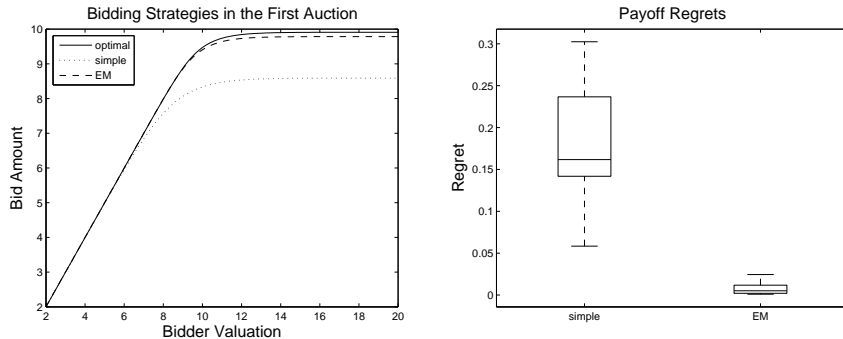 Bidding Strategies in the First Auction
10
9
8
7
6
5
4
3
2
optimal
simple
EM
2 4 6 8 10 12 14 16 18 20
Bid Amount
Bidder Valuation
Payoff Regrets
0.3
0.25
0.2
0.15
0.1
0.05
0
Regret
simple EM